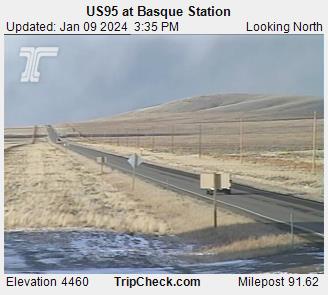 US95 at Basque Station
Updated: Jan 09 2024 3:35 PM Looking North
Elevation 4460 TripCheck.com Milepost 91.62